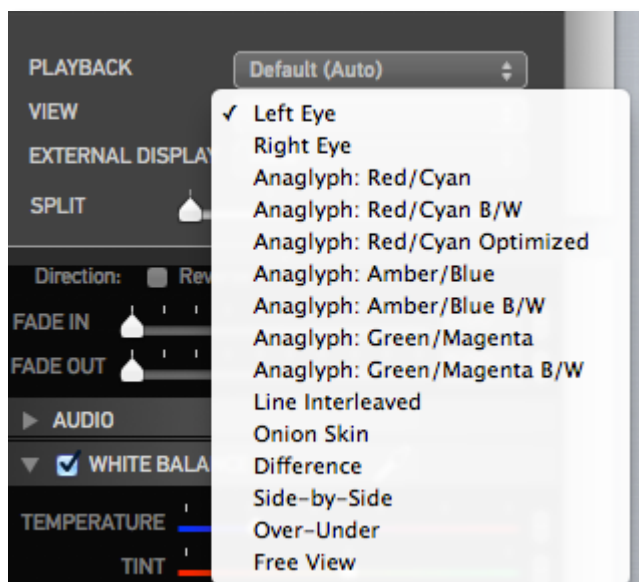 PLAYBACK Default (Auto)
VIEW ✓ Left Eye
Right Eye
EXTERNAL DISPLA
Anaglyph: Red/Cyan
SPLIT Anaglyph: Red/Cyan B/W
Anaglyph: Red/Cyan Optimized
Direction: Rev Anaglyph: Amber/Blue
Anaglyph: Amber/Blue B/W
FADE IN
Anaglyph: Green/Magenta
FADE OUT Anaglyph: Green/Magenta B/W
Line Interleaved
AUDIO
Onion Skin
WHITE BALA Difference
Side-by-Side
TEMPERATURE
Over-Under
TINT Free View